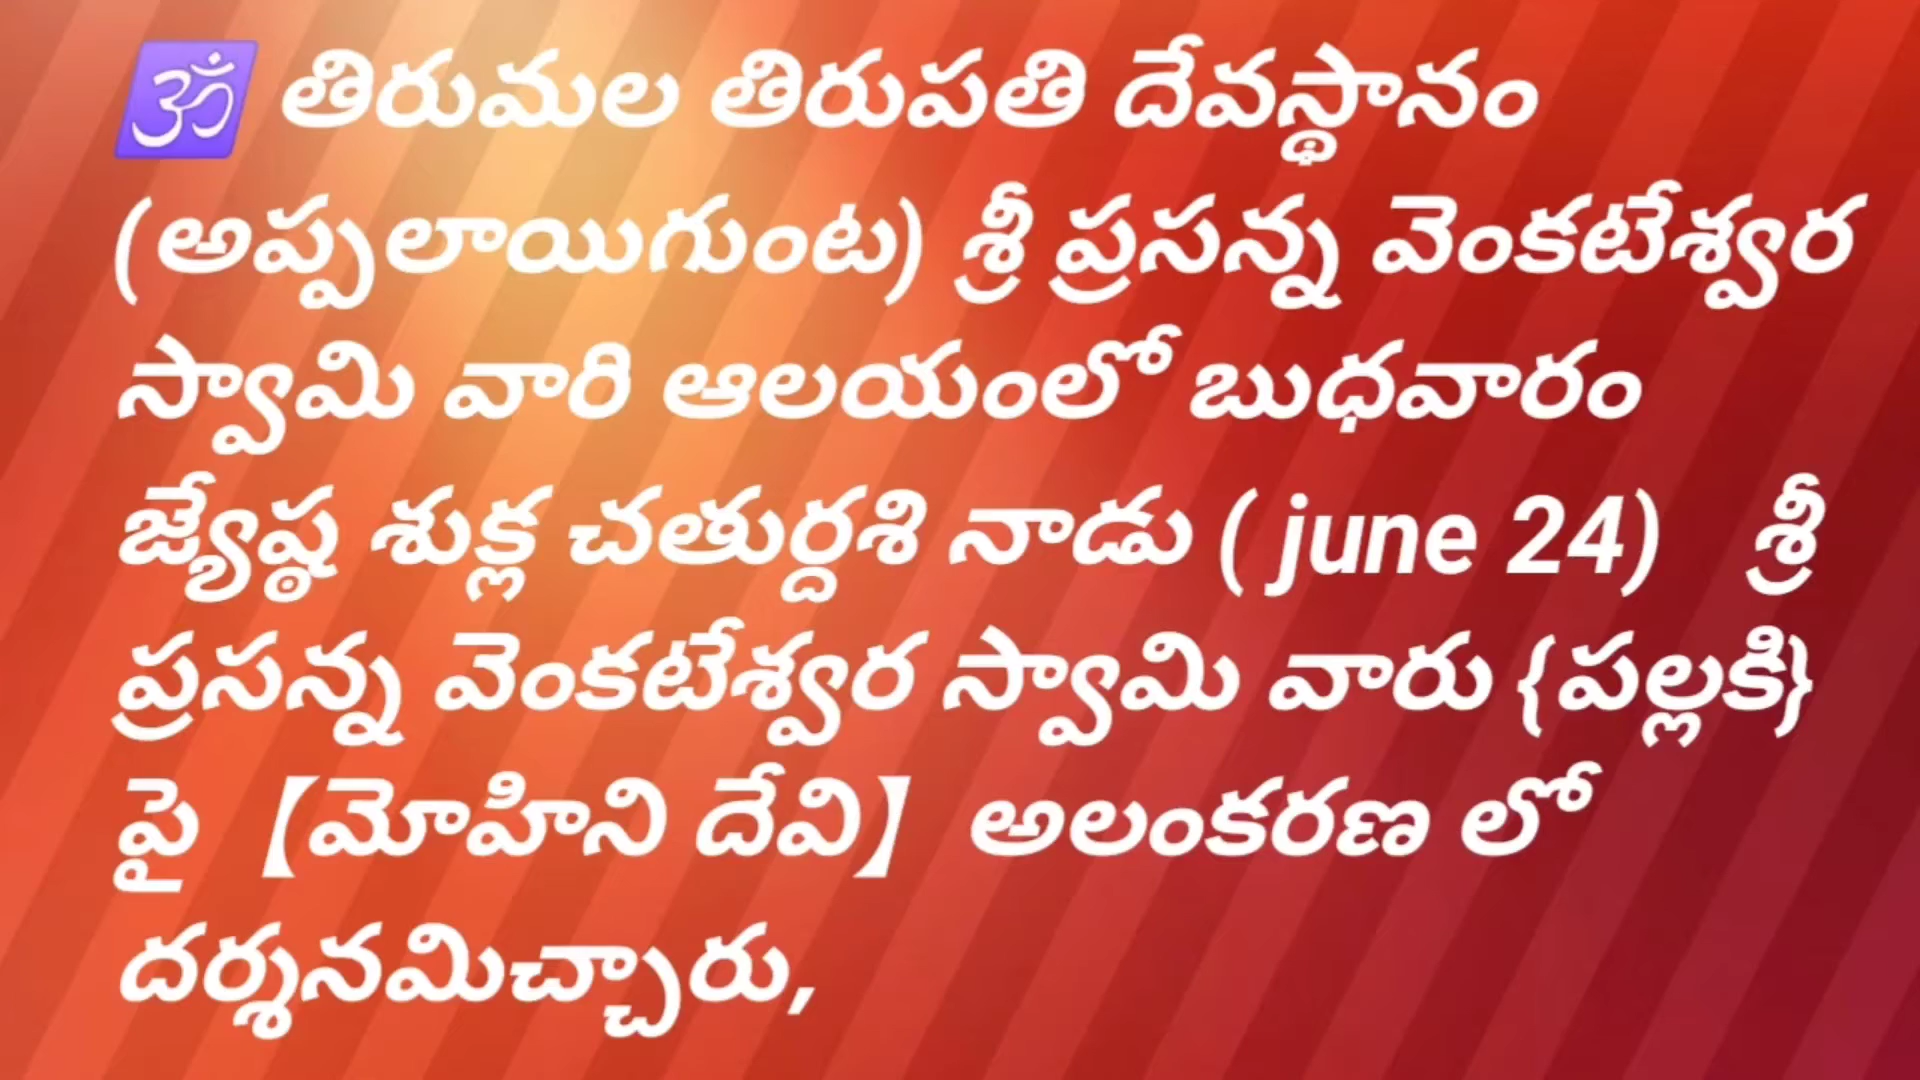 🕉 తిరుమల తిరుపతి దేవస్థానం
(అప్పలాయిగుంట) శ్రీ ప్రసన్న వెంకటేశ్వర
స్వామి వారి ఆలయంలో బుధవారం
జ్యేష్ఠ శుక్ల చతుర్దశి నాడు ( june 24) శ్రీ
ప్రసన్న వెంకటేశ్వర స్వామి వారు {పల్లకి}
పై 【మోహిని దేవి】 అలంకరణ లో
దర్శనమిచ్చారు,